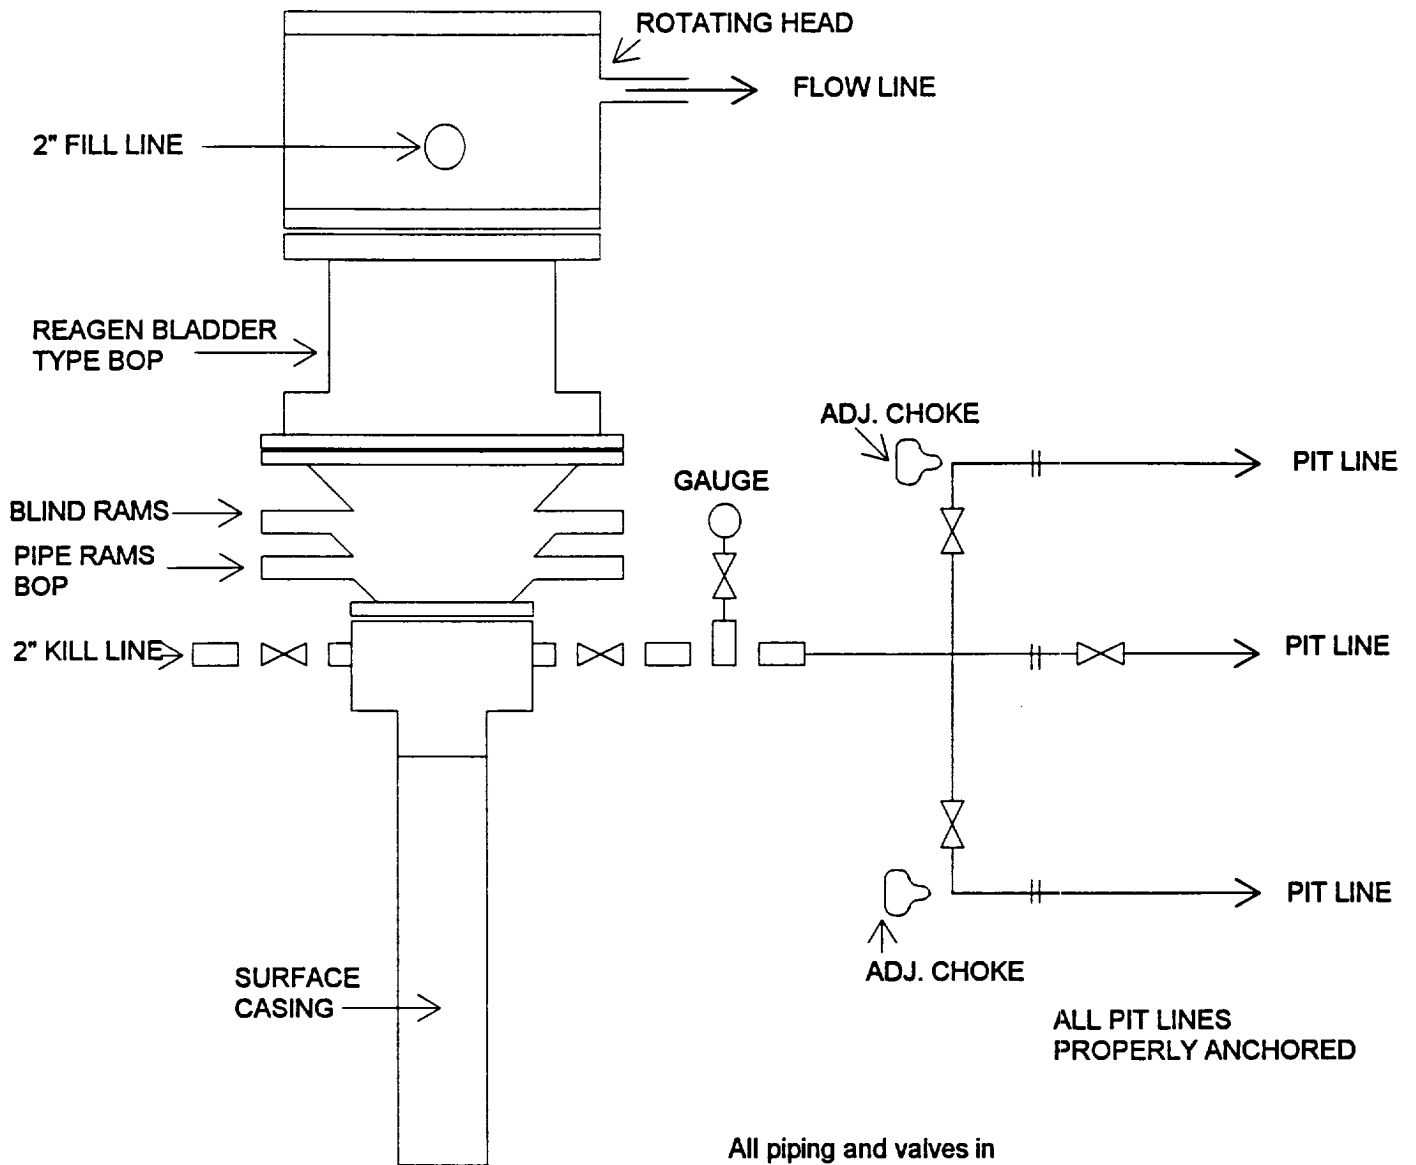 ROTATING HEAD
FLOW LINE
2" FILL LINE
REAGEN BLADDER
TYPE BOP
ADJ. CHOKE
PIT LINE
GAUGE
BLIND RAMS
PIPE RAMS
BOP
2" KILL LINE
PIT LINE
PIT LINE
ADJ. CHOKE
SURFACE
CASING
ALL PIT LINES
PROPERLY ANCHORED
All piping and valves in